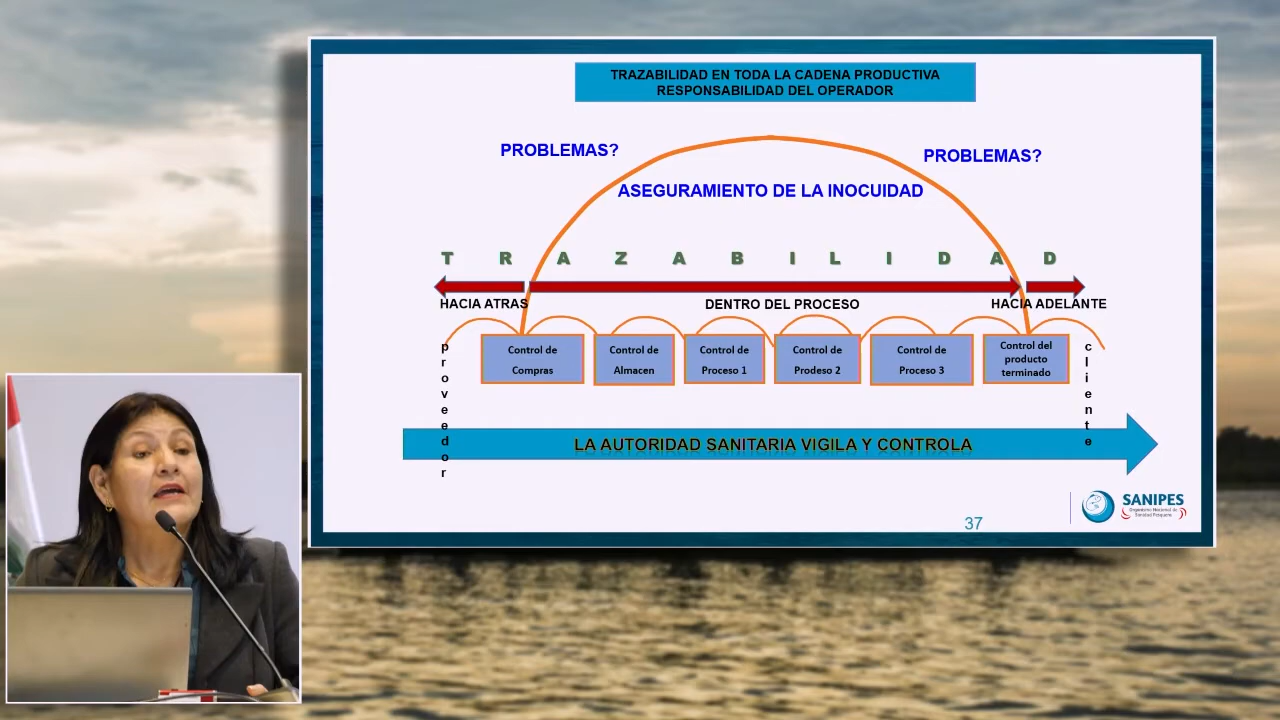 TRAZABILIDAD EN TODA LA CADENA PRODUCTIVA
RESPONSABILIDAD DEL OPERADOR
PROBLEMAS?
PROBLEMAS?
ASEGURAMIENTO DE LA INOCUIDAD
T R A Z A B I L I D A D
HACIA ATRAS
DENTRO DEL PROCESO
HACIA ADELANTE
proveedor
Control de
Compras
Control de
Almacen
Control de
Proceso 1
Control de
Prodeso 2
Control de
Proceso 3
Control del
producto
terminado
cliente
LA AUTORIDAD SANITARIA VIGILA Y CONTROLA
SANIPES
Organismo Nacional de
Sanidad Pesquera
37